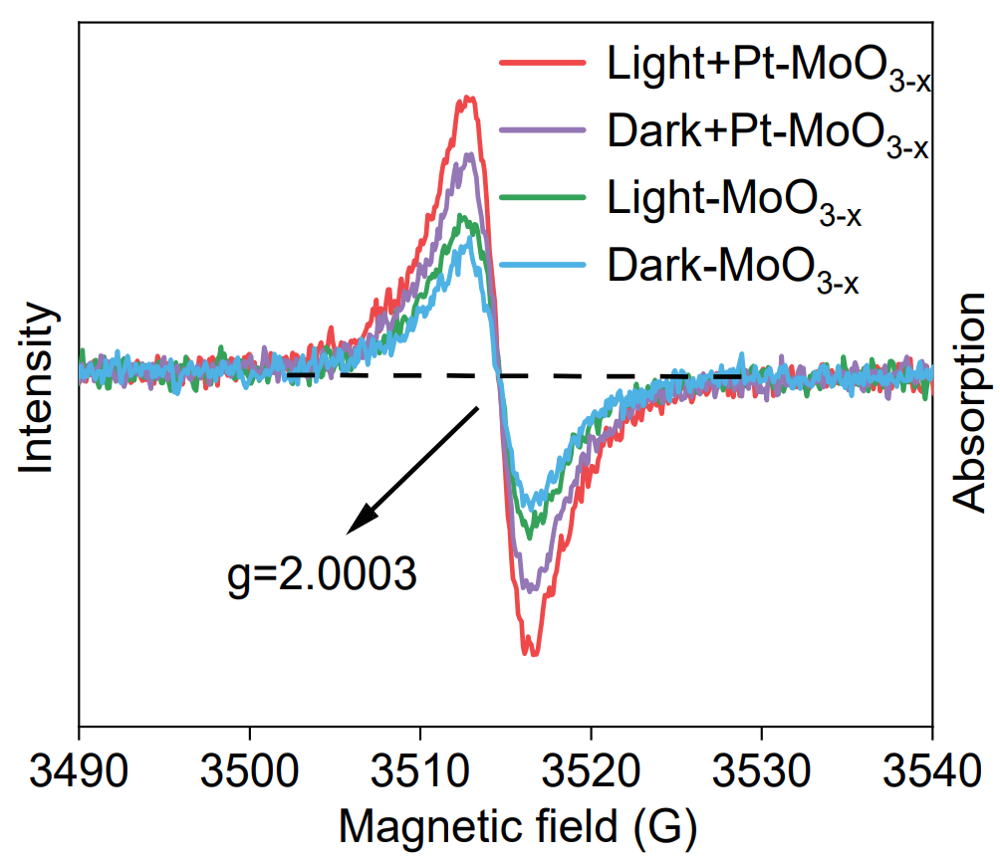 Light+Pt-MoO₃₋ₓ
Dark+Pt-MoO₃₋ₓ
Light-MoO₃₋ₓ
Dark-MoO₃₋ₓ
Intensity
Absorption
g=2.0003
3490 3500 3510 3520 3530 3540
Magnetic field (G)